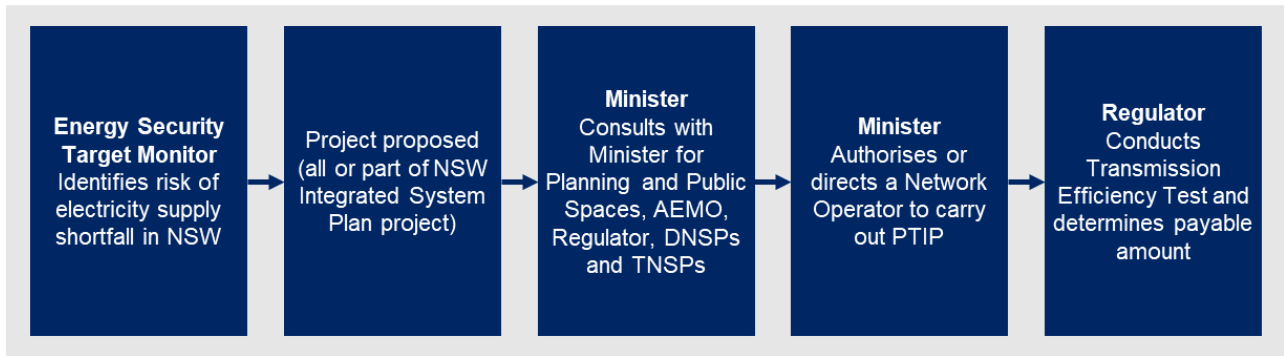 Energy Security
Target Monitor
Identifies risk of
electricity supply
shortfall in NSW
Project proposed
(all or part of NSW
Integrated System
Plan project)
Minister
Consults with
Minister for
Planning and Public
Spaces, AEMO,
Regulator, DNSPs
and TNSPs
Minister
Authorises or
directs a Network
Operator to carry
out PTIP
Regulator
Conducts
Transmission
Efficiency Test and
determines payable
amount